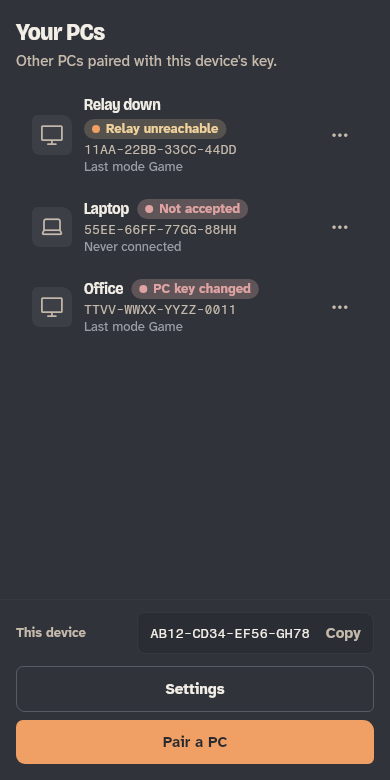 Your PCs
Other PCs paired with this device's key.
Relay down
Relay unreachable
11AA-22BB-33CC-44DD
Last mode Game
Laptop Not accepted
55EE-66FF-77GG-88HH
Never connected
Office PC key changed
TTVV-WWXX-YYZZ-0011
Last mode Game
This device AB12-CD34-EF56-GH78 Copy
Settings
Pair a PC